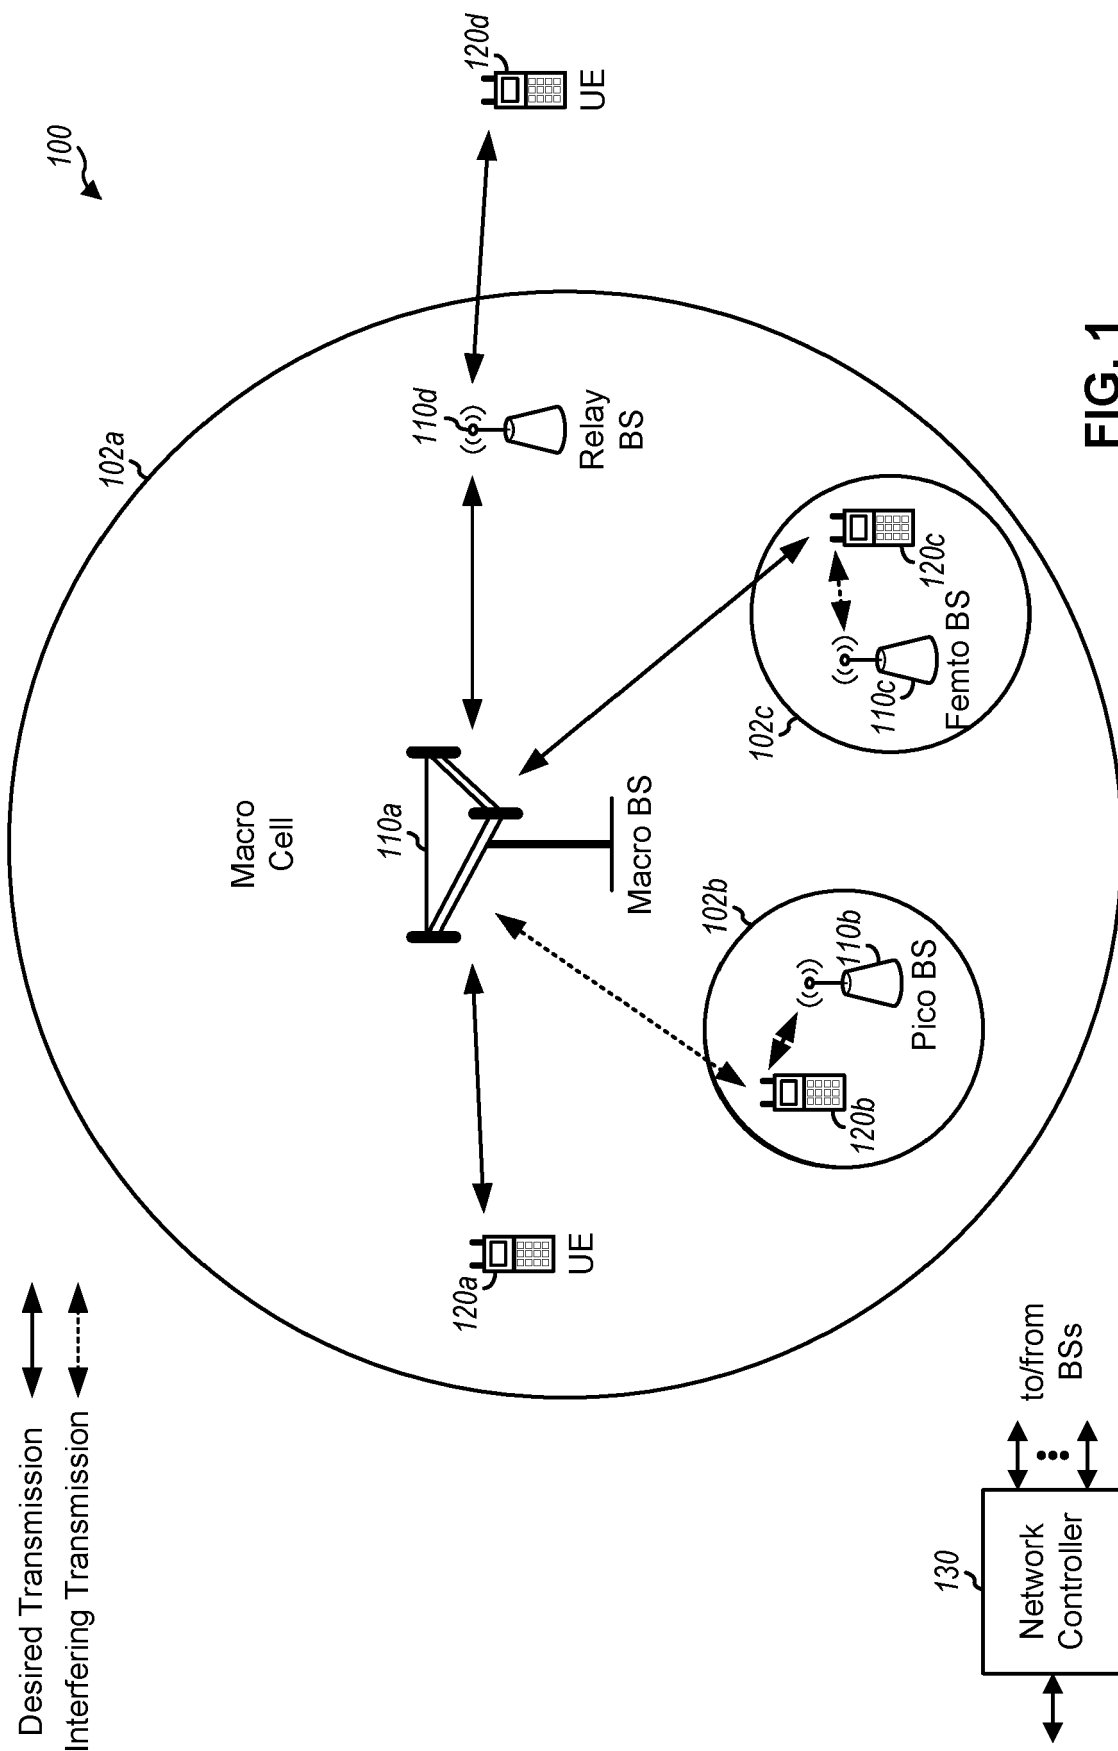 Desired Transmission
Interfering Transmission
100
102a
Macro
Cell
110a
Macro BS
120a
UE
110d
Relay
BS
120d
UE
102b
120b
110b
Pico BS
102c
110c
Femto BS
120c
130
Network
Controller
to/from
BSs
FIG. 1